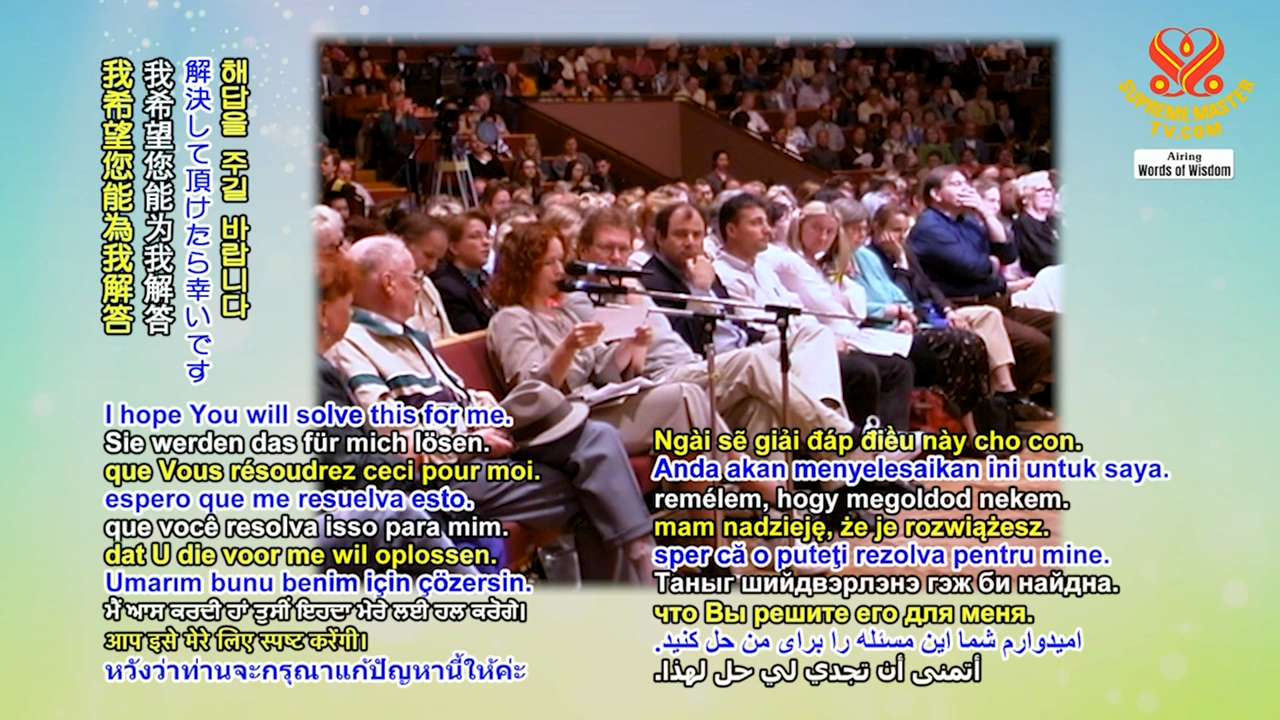 我希望您能為我解答
我希望您能为我解答
解決して頂けたら幸いです
해답을 주길 바랍니다
SUPREME MASTER
TV.COM
Airing
Words of Wisdom
I hope You will solve this for me.
Sie werden das für mich lösen.
que Vous résoudrez ceci pour moi.
espero que me resuelva esto.
que você resolva isso para mim.
dat U die voor me wil oplossen.
Umarım bunu benim için çözersin.
ਮੈਂ ਆਸ ਕਰਦੀ ਹਾਂ ਤੁਸੀਂ ਇਹਦਾ ਮੇਰੇ ਲਈ ਹਲ ਕਰੋਗੇ।
आप इसे मेरे लिए स्पष्ट करेंगी।
หวังว่าท่านจะกรุณาแก้ปัญหานี้ให้ค่ะ
Ngài sẽ giải đáp điều này cho con.
Anda akan menyelesaikan ini untuk saya.
remélem, hogy megoldod nekem.
mam nadzieję, że je rozwiążesz.
sper că o puteţi rezolva pentru mine.
Таныг шийдвэрлэнэ гэж би найдна.
что Вы решите его для меня.
امیدوارم شما این مسئله را برای من حل کنید.
أتمنى أن تجدي لي حل لهذا.